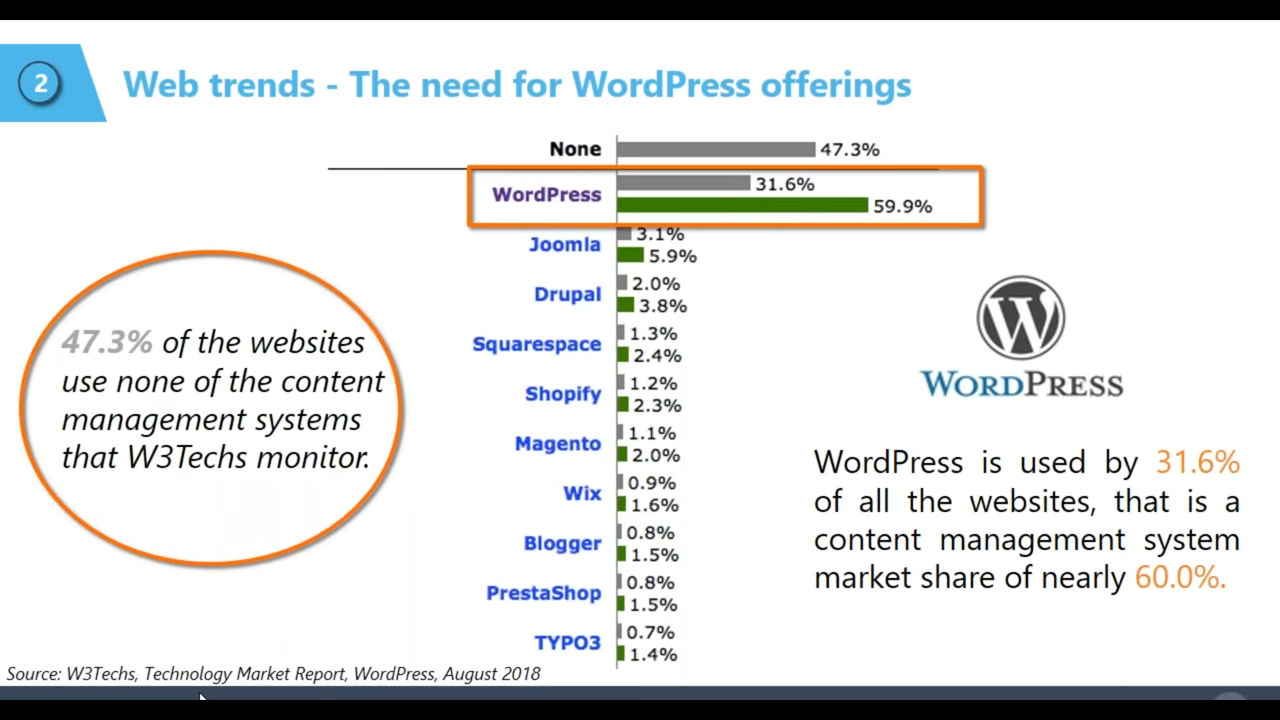 2
Web trends - The need for WordPress offerings
None
47.3%
WordPress
31.6%
59.9%
Joomla
3.1%
5.9%
Drupal
2.0%
3.8%
Squarespace
1.3%
2.4%
Shopify
1.2%
2.3%
Magento
1.1%
2.0%
Wix
0.9%
1.6%
Blogger
0.8%
1.5%
PrestaShop
0.8%
1.5%
TYPO3
0.7%
1.4%
47.3% of the websites
use none of the content
management systems
that W3Techs monitor.
W
WORDPRESS
WordPress is used by 31.6%
of all the websites, that is a
content management system
market share of nearly 60.0%.
Source: W3Techs, Technology Market Report, WordPress, August 2018